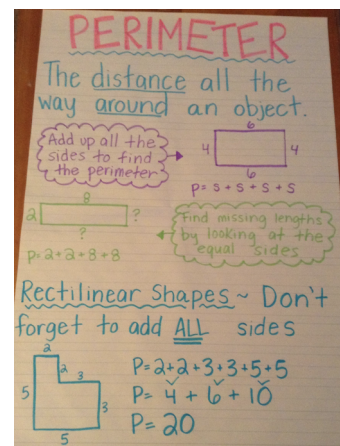 PERIMETER
The distance all the
way around an object.
Add up all the
sides to find
the perimeter
6
4
4
6
P= S + S + S + S
8
2
?
?
p= 2+2+8+8
Find missing lengths
by looking at the
equal sides
Rectilinear Shapes ~ Don't
forget to add ALL sides
2
2
3
5
3
5
P= 2+2+3+3+5+5
P= 4 + 6 + 10
P= 20